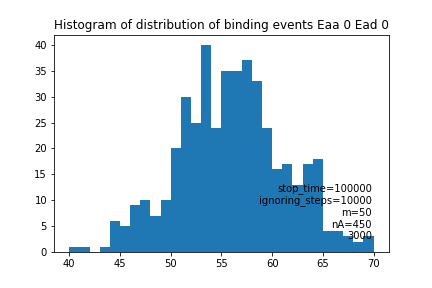 Histogram of distribution of binding events Eaa 0 Ead 0
40
35
30
25
20
15
10
5
0
stop_time=100000
ignoring_steps=10000
m=50
nA=450
3000
40 45 50 55 60 65 70